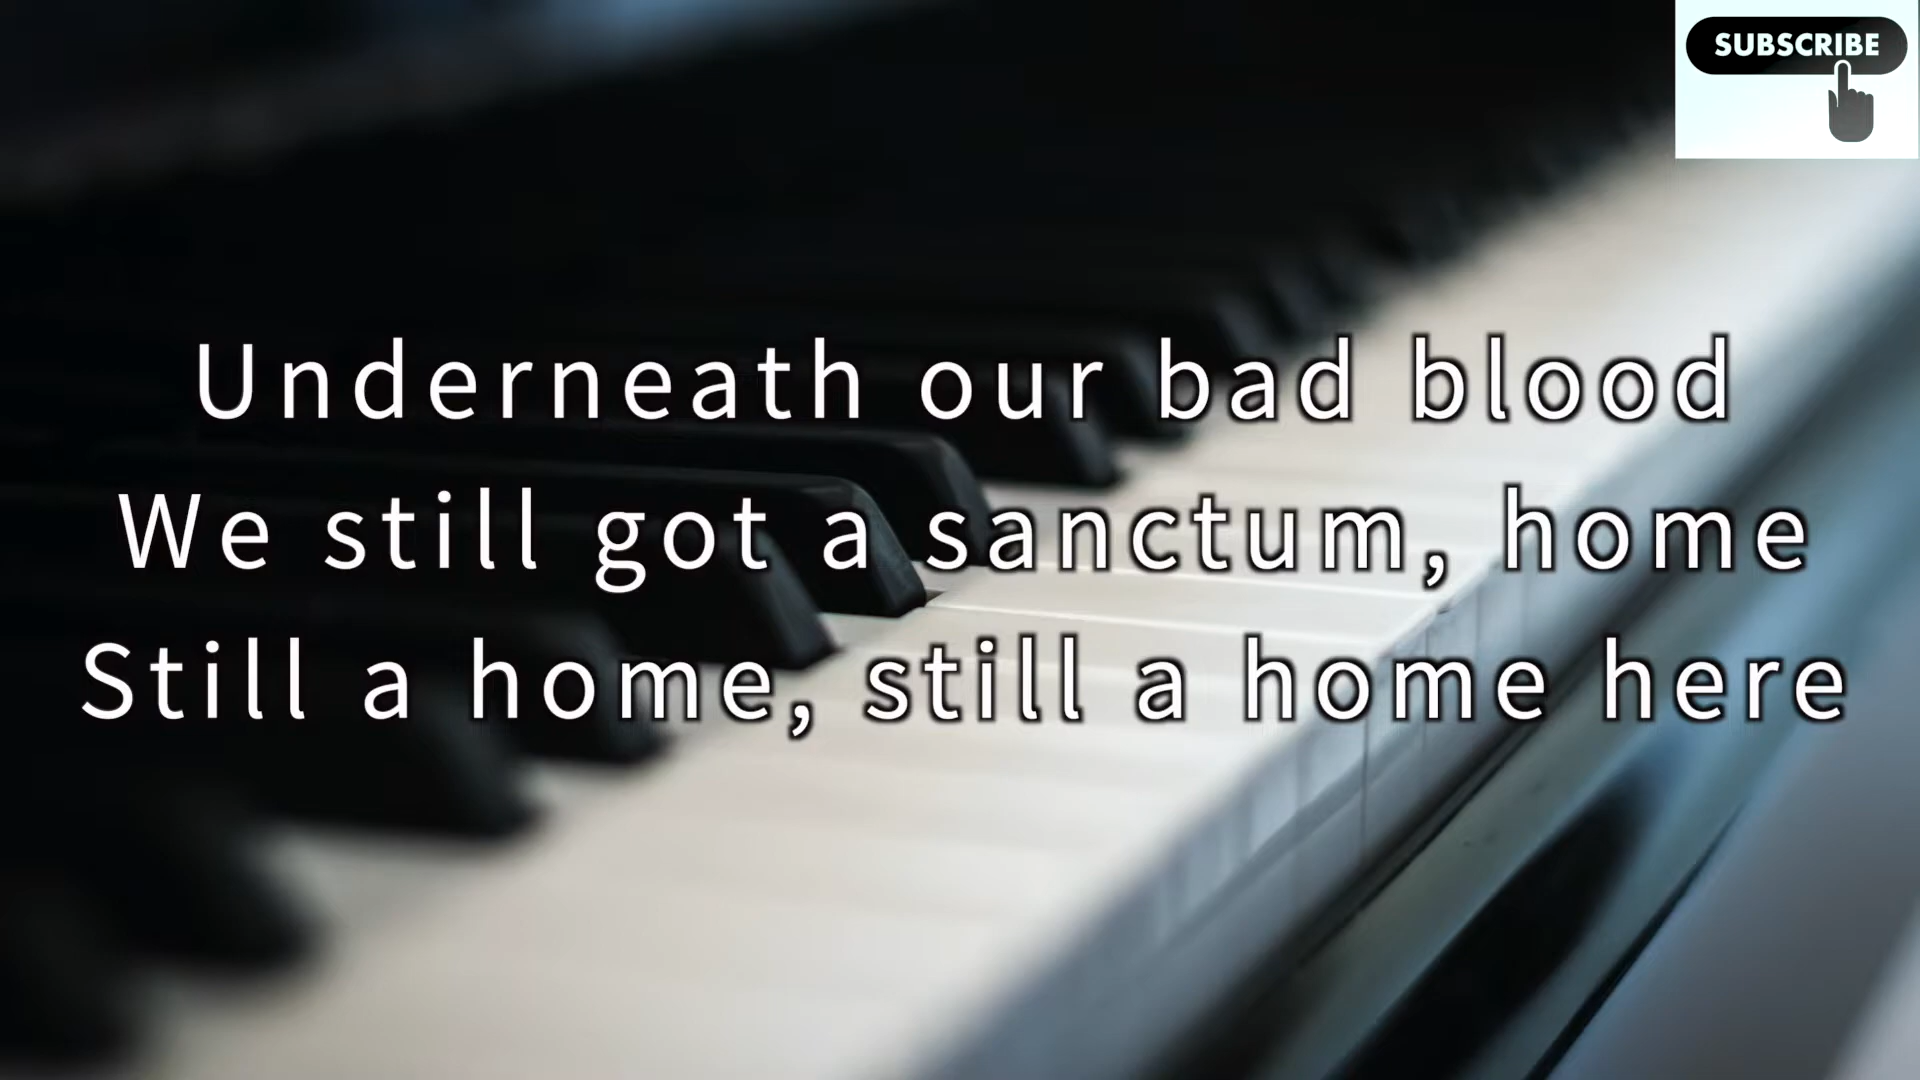 SUBSCRIBE
Underneath our bad blood
We still got a sanctum, home
Still a home, still a home here